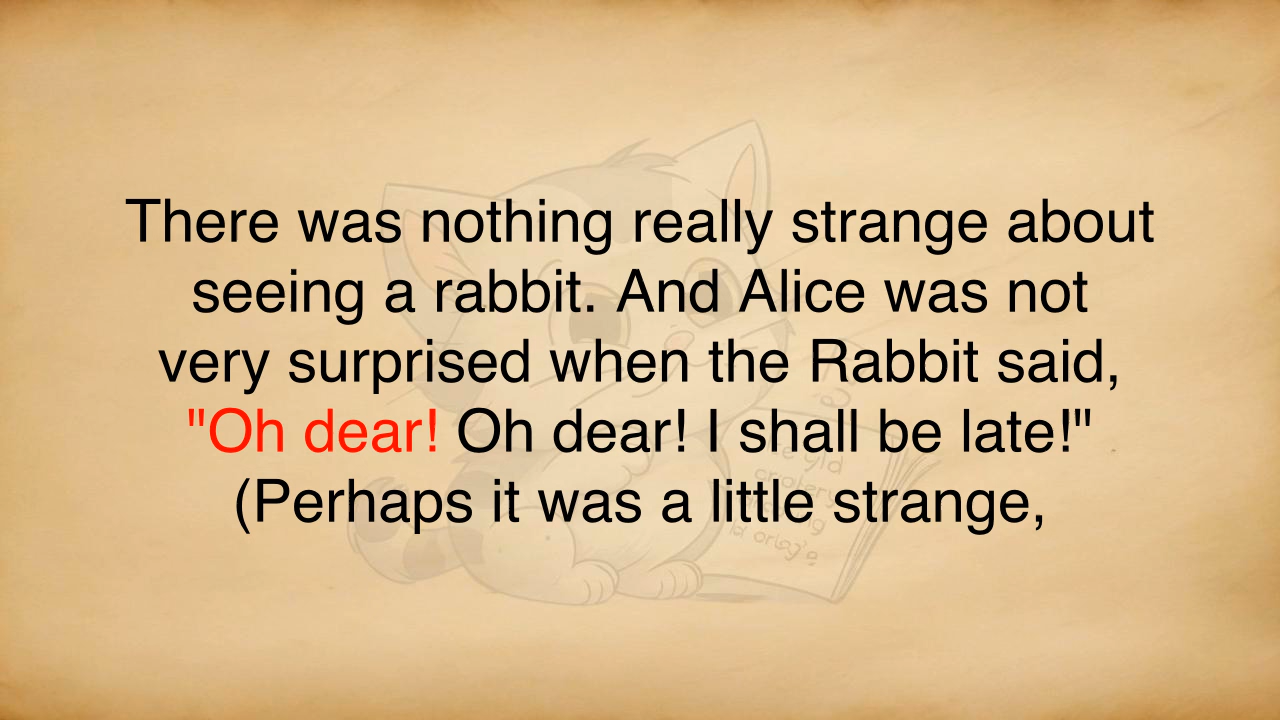 There was nothing really strange about
seeing a rabbit. And Alice was not
very surprised when the Rabbit said,
"Oh dear! Oh dear! I shall be late!"
(Perhaps it was a little strange,